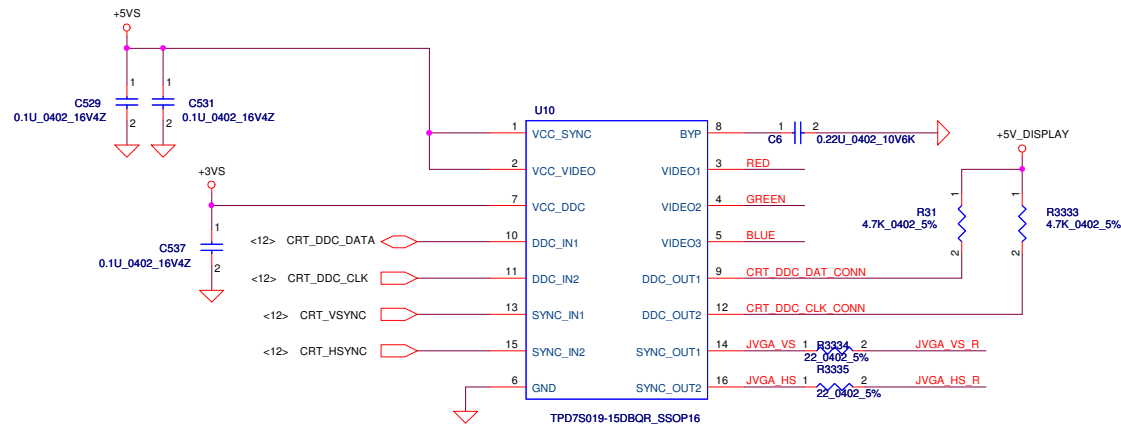 +5VS
1
1
C529
0.1U_0402_16V4Z
C531
0.1U_0402_16V4Z
2
2
U10
1 VCC_SYNC
BYP 8
1 2
C6 0.22U_0402_10V6K
+5V_DISPLAY
2 VCC_VIDEO
VIDEO1 3 RED
+3VS
7 VCC_DDC
VIDEO2 4 GREEN
1
1
R31
4.7K_0402_5%
R3333
4.7K_0402_5%
2
2
1
C537
0.1U_0402_16V4Z
2
<12> CRT_DDC_DATA
10 DDC_IN1
VIDEO3 5 BLUE
<12> CRT_DDC_CLK
11 DDC_IN2
DDC_OUT1 9 CRT_DDC_DAT_CONN
<12> CRT_VSYNC
13 SYNC_IN1
DDC_OUT2 12 CRT_DDC_CLK_CONN
<12> CRT_HSYNC
15 SYNC_IN2
SYNC_OUT1 14 JVGA_VS 1 R3334 2 JVGA_VS_R
22_0402_5%
R3335
6 GND
SYNC_OUT2 16 JVGA_HS 1 2 JVGA_HS_R
22_0402_5%
TPD7S019-15DBQR_SSOP16